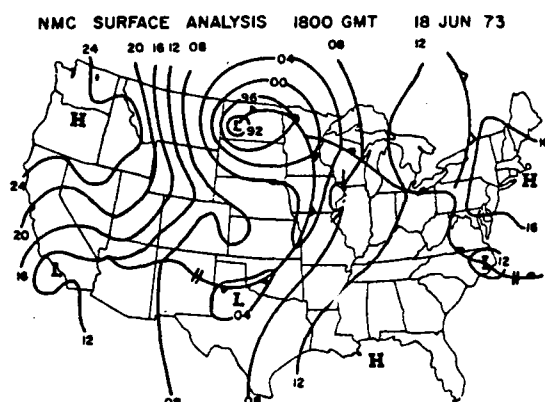 NMC SURFACE ANALYSIS 1800 GMT 18 JUN 73
24 20 16 12 08 04 08 12
00
96
L 92
H
24
H
20
16 16
L 12 L
L
04
12 12
H
08 08